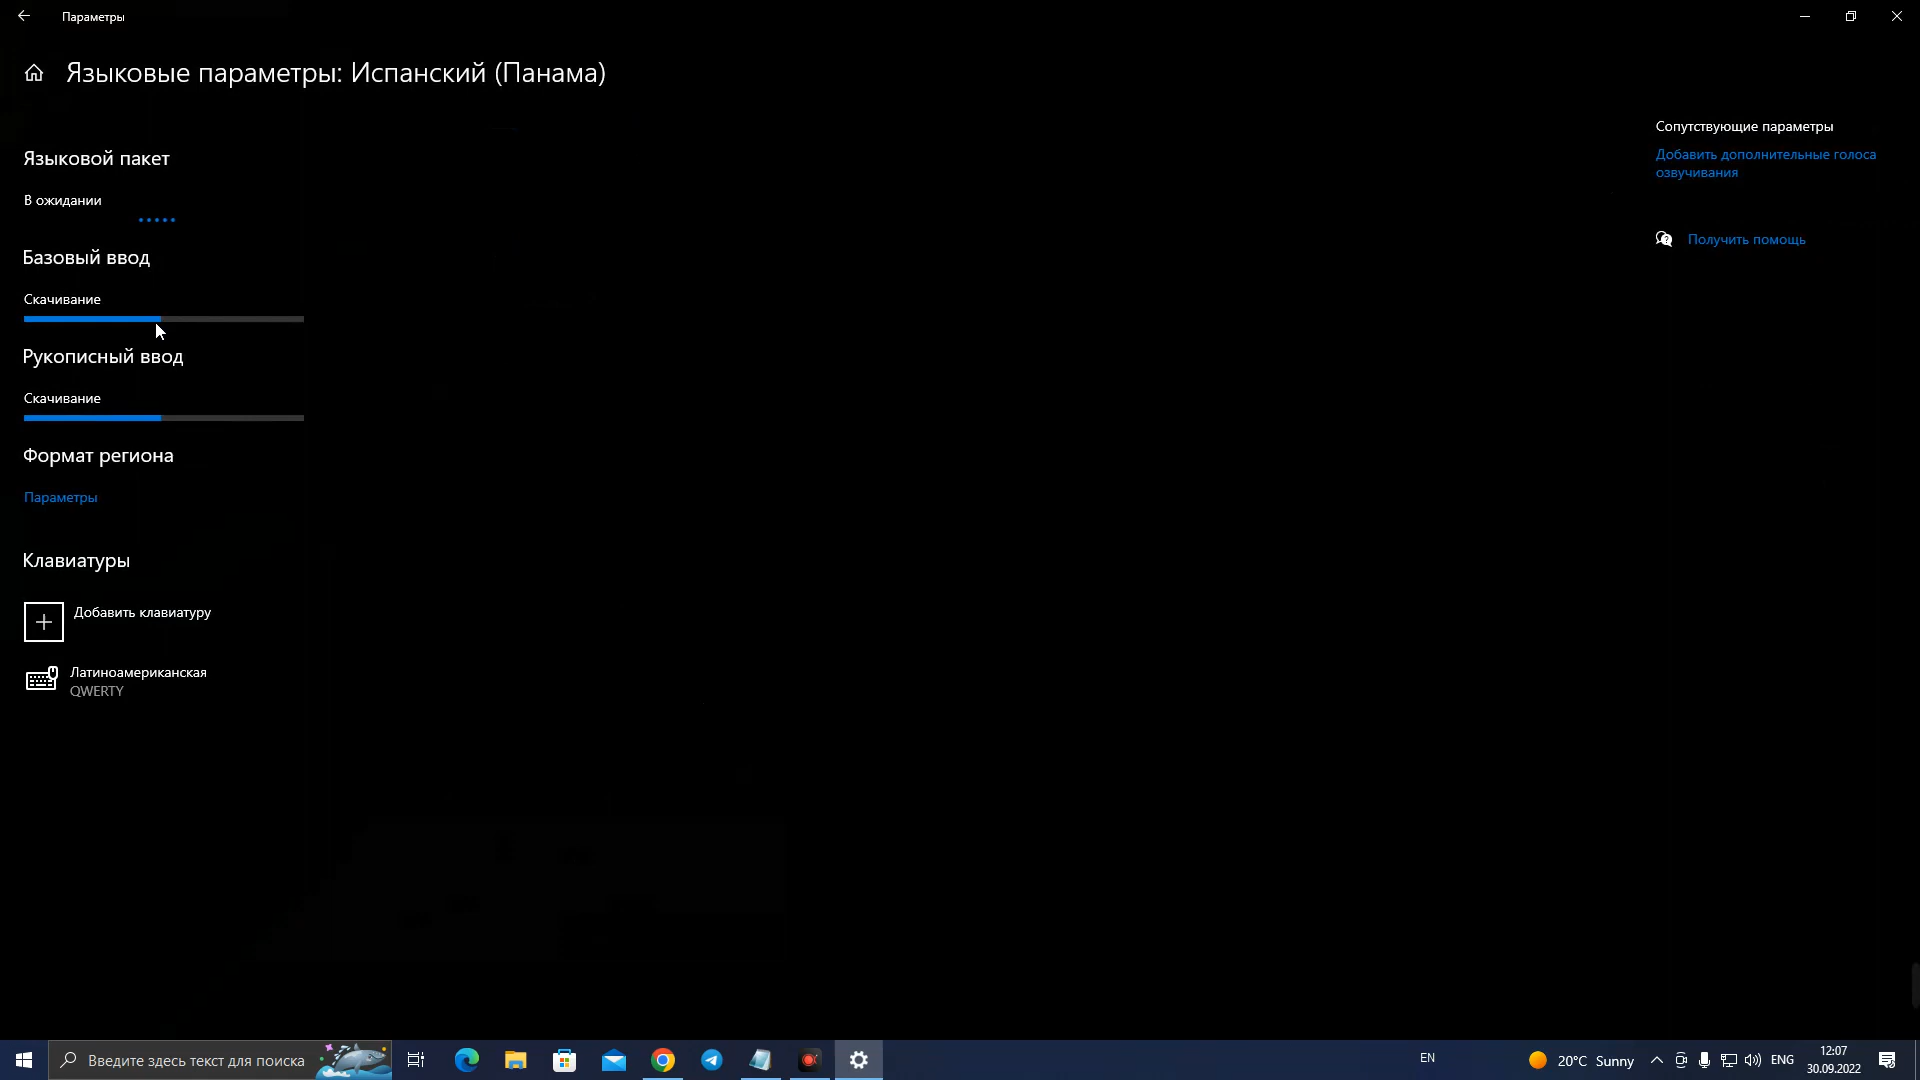 Параметры
Языковые параметры: Испанский (Панама)
Языковой пакет
В ожидании
Базовый ввод
Скачивание
Рукописный ввод
Скачивание
Формат региона
Параметры
Клавиатуры
Добавить клавиатуру
Латиноамериканская
QWERTY
Сопутствующие параметры
Добавить дополнительные голоса
озвучивания
Получить помощь
Введите здесь текст для поиска
EN
20°C Sunny
ENG
12:07
30.09.2022